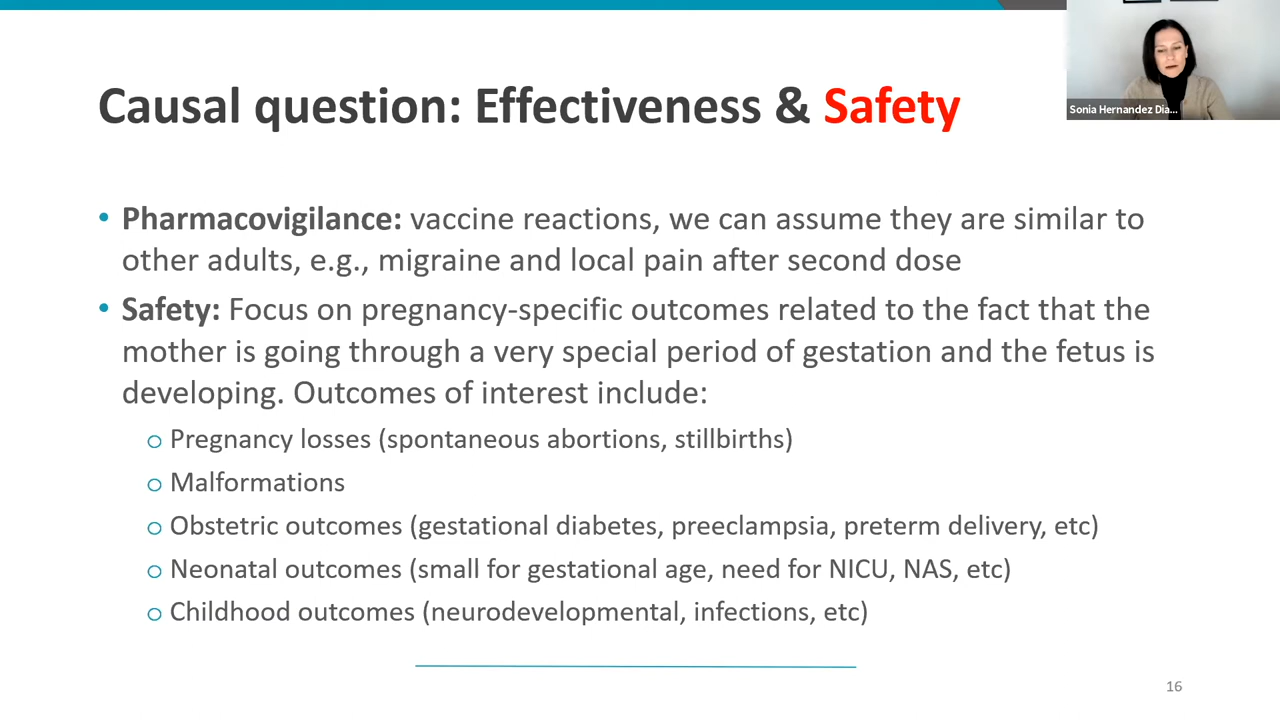 Sonia Hernandez Dia...
Causal question: Effectiveness & Safety
• Pharmacovigilance: vaccine reactions, we can assume they are similar to
other adults, e.g., migraine and local pain after second dose
• Safety: Focus on pregnancy-specific outcomes related to the fact that the
mother is going through a very special period of gestation and the fetus is
developing. Outcomes of interest include:
o Pregnancy losses (spontaneous abortions, stillbirths)
o Malformations
o Obstetric outcomes (gestational diabetes, preeclampsia, preterm delivery, etc)
o Neonatal outcomes (small for gestational age, need for NICU, NAS, etc)
o Childhood outcomes (neurodevelopmental, infections, etc)
16